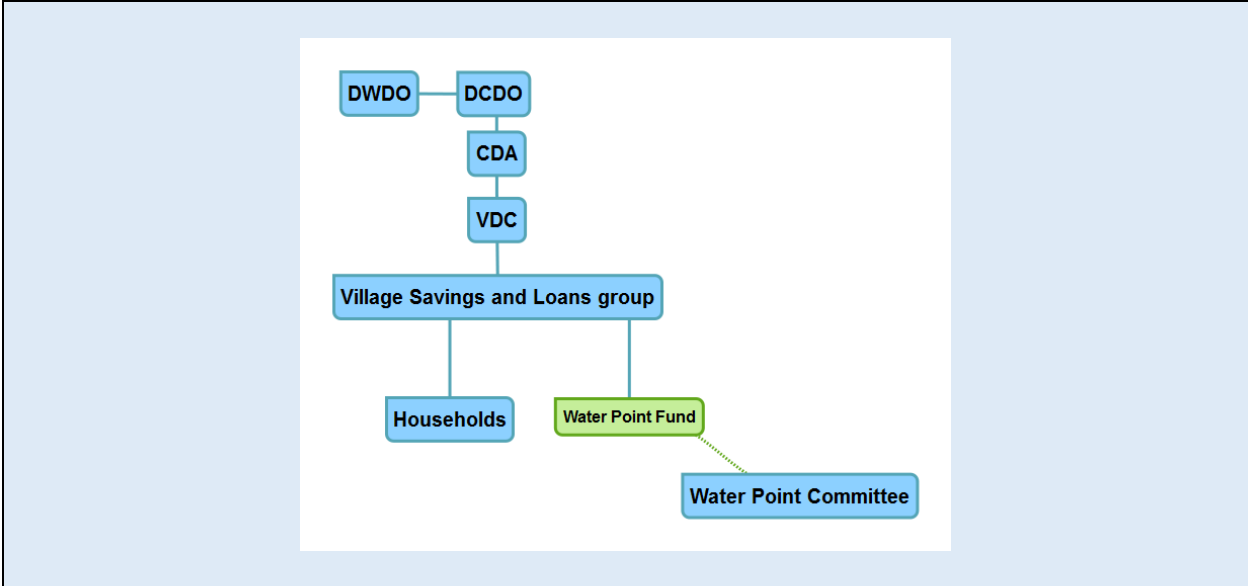 DWDO
DCDO
CDA
VDC
Village Savings and Loans group
Households
Water Point Fund
Water Point Committee